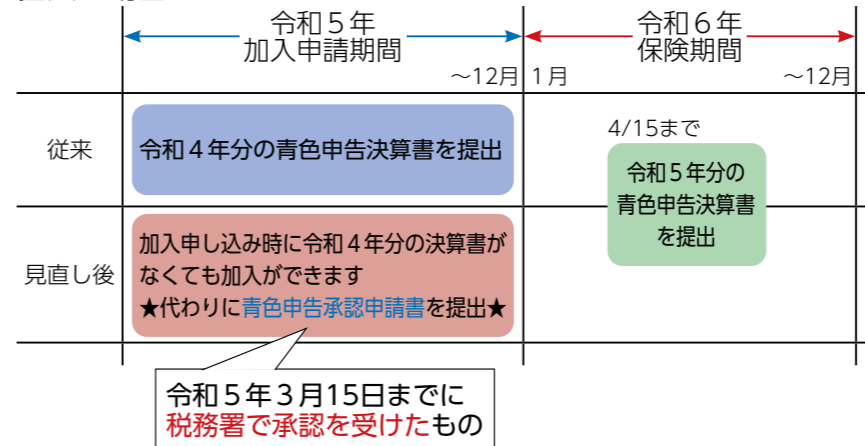 令和５年
加入申請期間
～12月
令和６年
保険期間
1月
～12月
従来
令和４年分の青色申告決算書を提出
4/15まで
令和５年分の
青色申告決算書
を提出
見直し後
加入申し込み時に令和４年分の決算書が
なくても加入ができます
★代わりに青色申告承認申請書を提出★
令和５年３月15日までに
税務署で承認を受けたもの